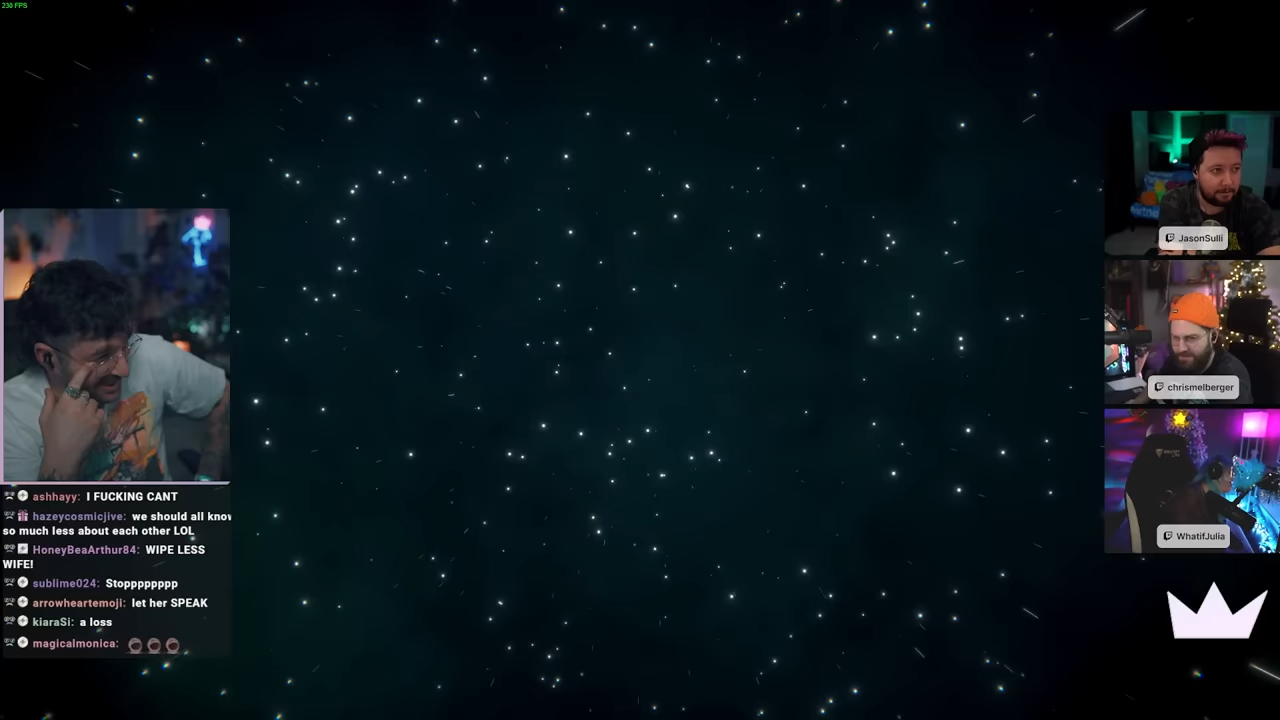 230 FPS
JasonSulli
chrismelberger
WhatifJulia
ashhayy: I FUCKING CANT
hazeycosmicjive: we should all know
so much less about each other LOL
HoneyBeaArthur84: WIPE LESS
WIFE!
sublime024: Stopppppppp
arrowheartemoji: let her SPEAK
kiaraSi: a loss
magicalmonica: